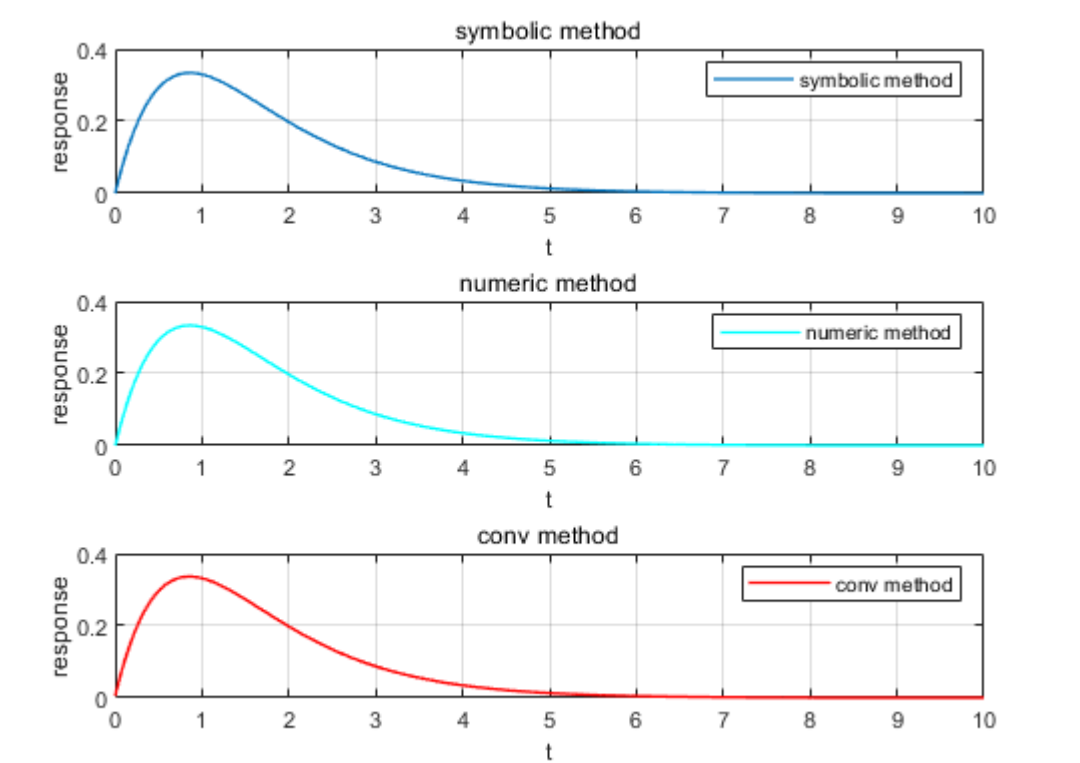 symbolic method
0.4
symbolic method
response
0.2
0
0 1 2 3 4 5 6 7 8 9 10
t
numeric method
0.4
numeric method
response
0.2
0
0 1 2 3 4 5 6 7 8 9 10
t
conv method
0.4
conv method
response
0.2
0
0 1 2 3 4 5 6 7 8 9 10
t